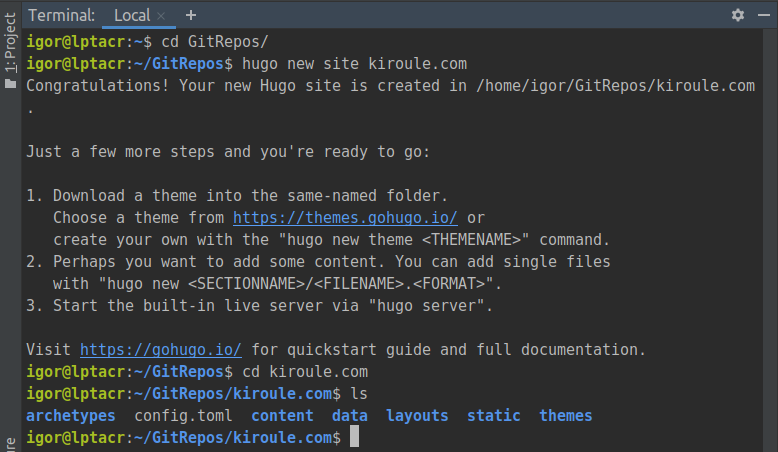 Terminal: Local × +
1: Project
igor@lptacr:~$ cd GitRepos/
igor@lptacr:~/GitRepos$ hugo new site kiroule.com
Congratulations! Your new Hugo site is created in /home/igor/GitRepos/kiroule.com
.
Just a few more steps and you're ready to go:
1. Download a theme into the same-named folder.
   Choose a theme from https://themes.gohugo.io/ or
   create your own with the "hugo new theme <THEMENAME>" command.
2. Perhaps you want to add some content. You can add single files
   with "hugo new <SECTIONNAME>/<FILENAME>.<FORMAT>".
3. Start the built-in live server via "hugo server".
Visit https://gohugo.io/ for quickstart guide and full documentation.
igor@lptacr:~/GitRepos$ cd kiroule.com
igor@lptacr:~/GitRepos/kiroule.com$ ls
archetypes  config.toml  content  data  layouts  static  themes
igor@lptacr:~/GitRepos/kiroule.com$